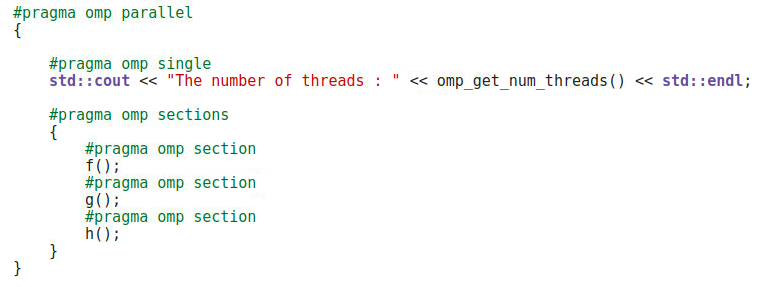 #pragma omp parallel
{
#pragma omp single
std::cout << "The number of threads : " << omp_get_num_threads() << std::endl;
#pragma omp sections
{
#pragma omp section
f();
#pragma omp section
g();
#pragma omp section
h();
}
}